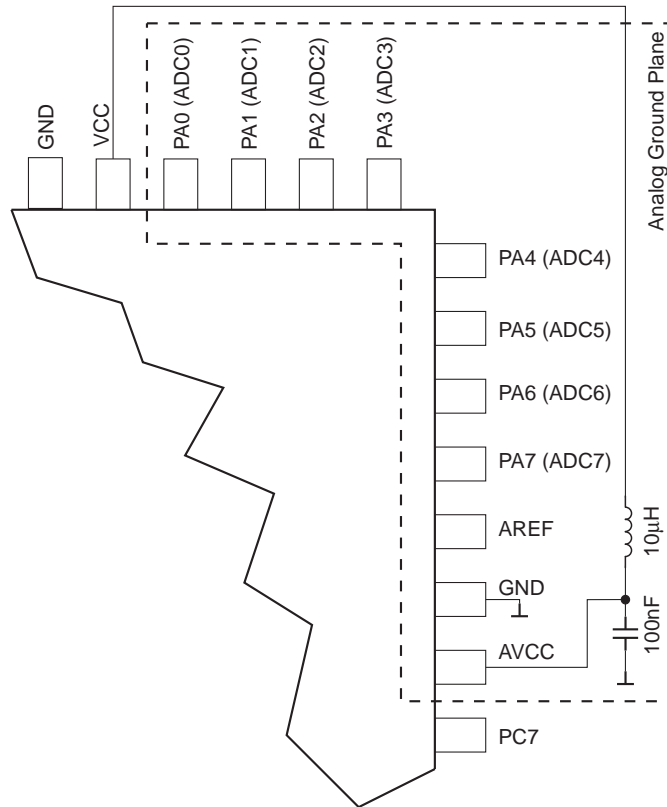 GND
VCC
PA0 (ADC0)
PA1 (ADC1)
PA2 (ADC2)
PA3 (ADC3)
Analog Ground Plane
PA4 (ADC4)
PA5 (ADC5)
PA6 (ADC6)
PA7 (ADC7)
AREF
10μH
GND
AVCC
100nF
PC7